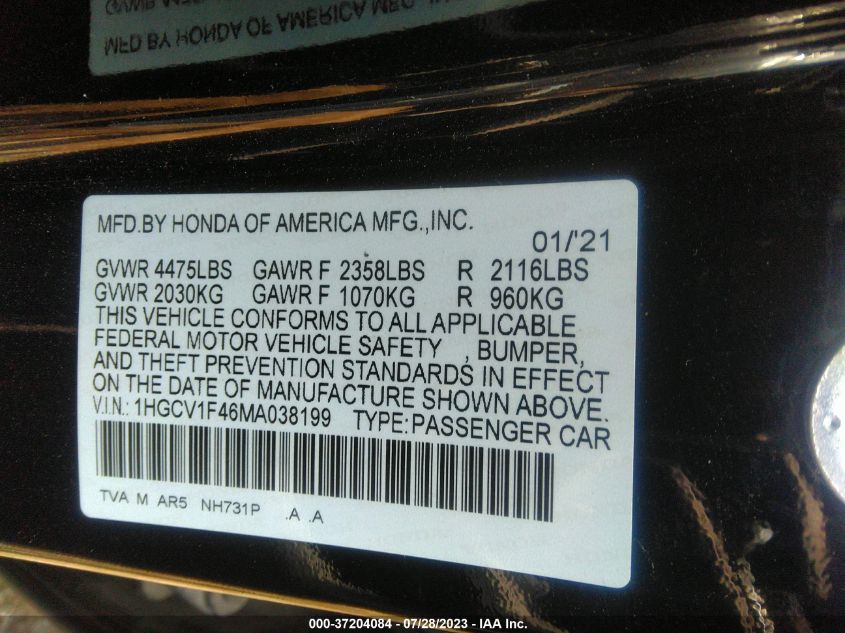 MFD BY HONDA OF AMERICA MFG.,
MFD.BY HONDA OF AMERICA MFG.,INC.
01/'21
GVWR 4475LBS GAWR F 2358LBS R 2116LBS
GVWR 2030KG GAWR F 1070KG R 960KG
THIS VEHICLE CONFORMS TO ALL APPLICABLE
FEDERAL MOTOR VEHICLE SAFETY , BUMPER,
AND THEFT PREVENTION STANDARDS IN EFFECT
ON THE DATE OF MANUFACTURE SHOWN ABOVE.
V.I.N.: 1HGCV1F46MA038199 TYPE:PASSENGER CAR
TVA M AR5 NH731P .A .A
000-37204084 - 07/28/2023 - IAA Inc.